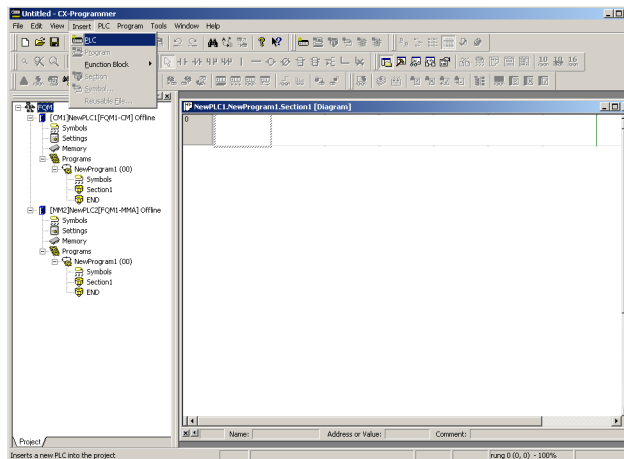 Untitled - CX-Programmer
File Edit View Insert PLC Program Tools Window Help
PLC
Program
Function Block
Section
Symbol...
Reusable File...
10 16
FQM
[CM1]NewPLC1[FQM1-CM] Offline
Symbols
Settings
Memory
Programs
NewProgram1 (00)
Symbols
Section1
END
[MM2]NewPLC2[FQM1-MMA] Offline
Symbols
Settings
Memory
Programs
NewProgram1 (00)
Symbols
Section1
END
Project
NewPLC1.NewProgram1.Section1 [Diagram]
0
Name: Address or Value: Comment:
Inserts a new PLC into the project
rung 0 (0, 0) - 100%